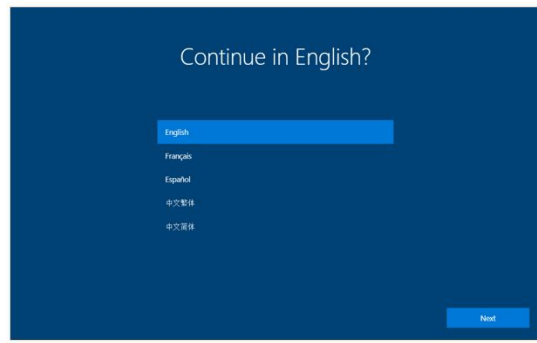 Continue in English?
English
Français
Español
中文繁体
中文简体
Next